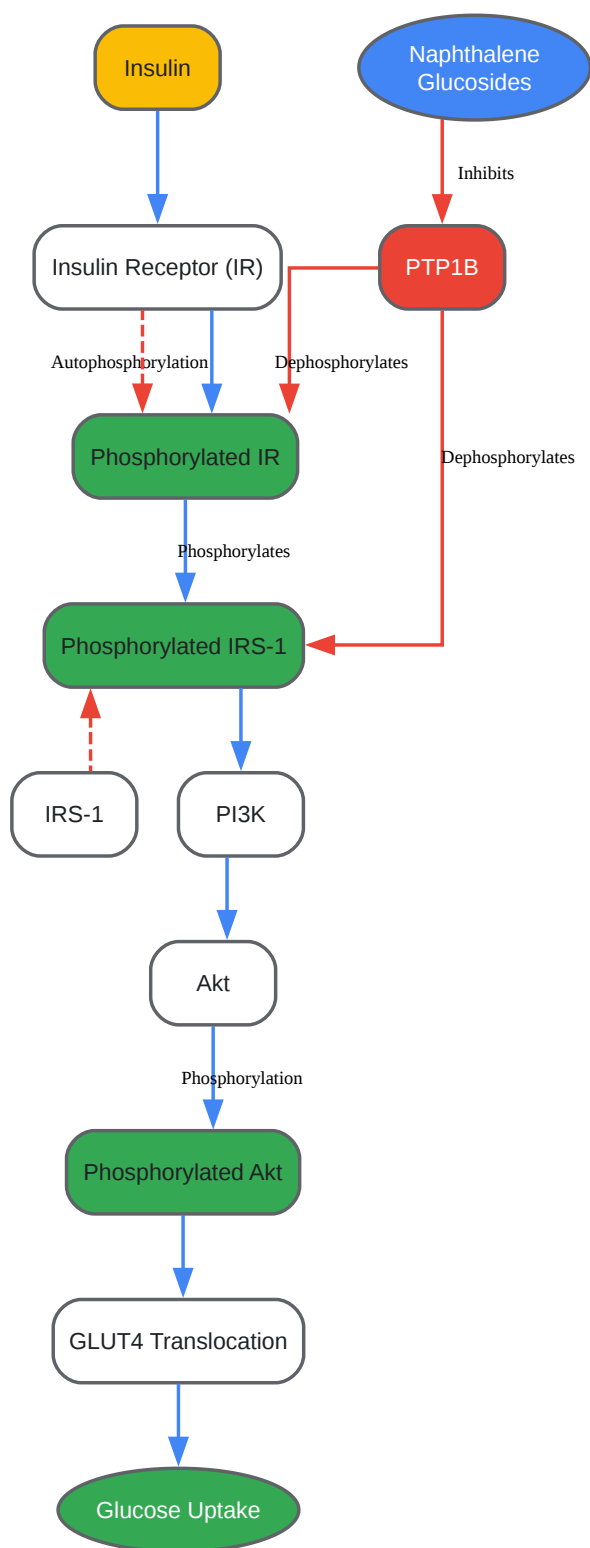 Insulin
Naphthalene
Glucosides
Inhibits
Insulin Receptor (IR)
PTP1B
Autophosphorylation
Dephosphorylates
Phosphorylated IR
Dephosphorylates
Phosphorylates
Phosphorylated IRS-1
IRS-1
PI3K
Akt
Phosphorylation
Phosphorylated Akt
GLUT4 Translocation
Glucose Uptake